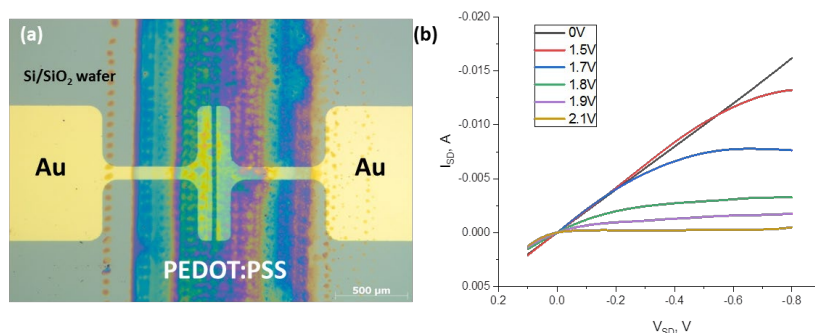 (a)
Si/SiO₂ wafer
Au
Au
PEDOT:PSS
500 µm
(b)
I_SD, A
-0.020
-0.015
-0.010
-0.005
0.000
0.005
0V
1.5V
1.7V
1.8V
1.9V
2.1V
0.2 0.0 -0.2 -0.4 -0.6 -0.8
V_SD, V